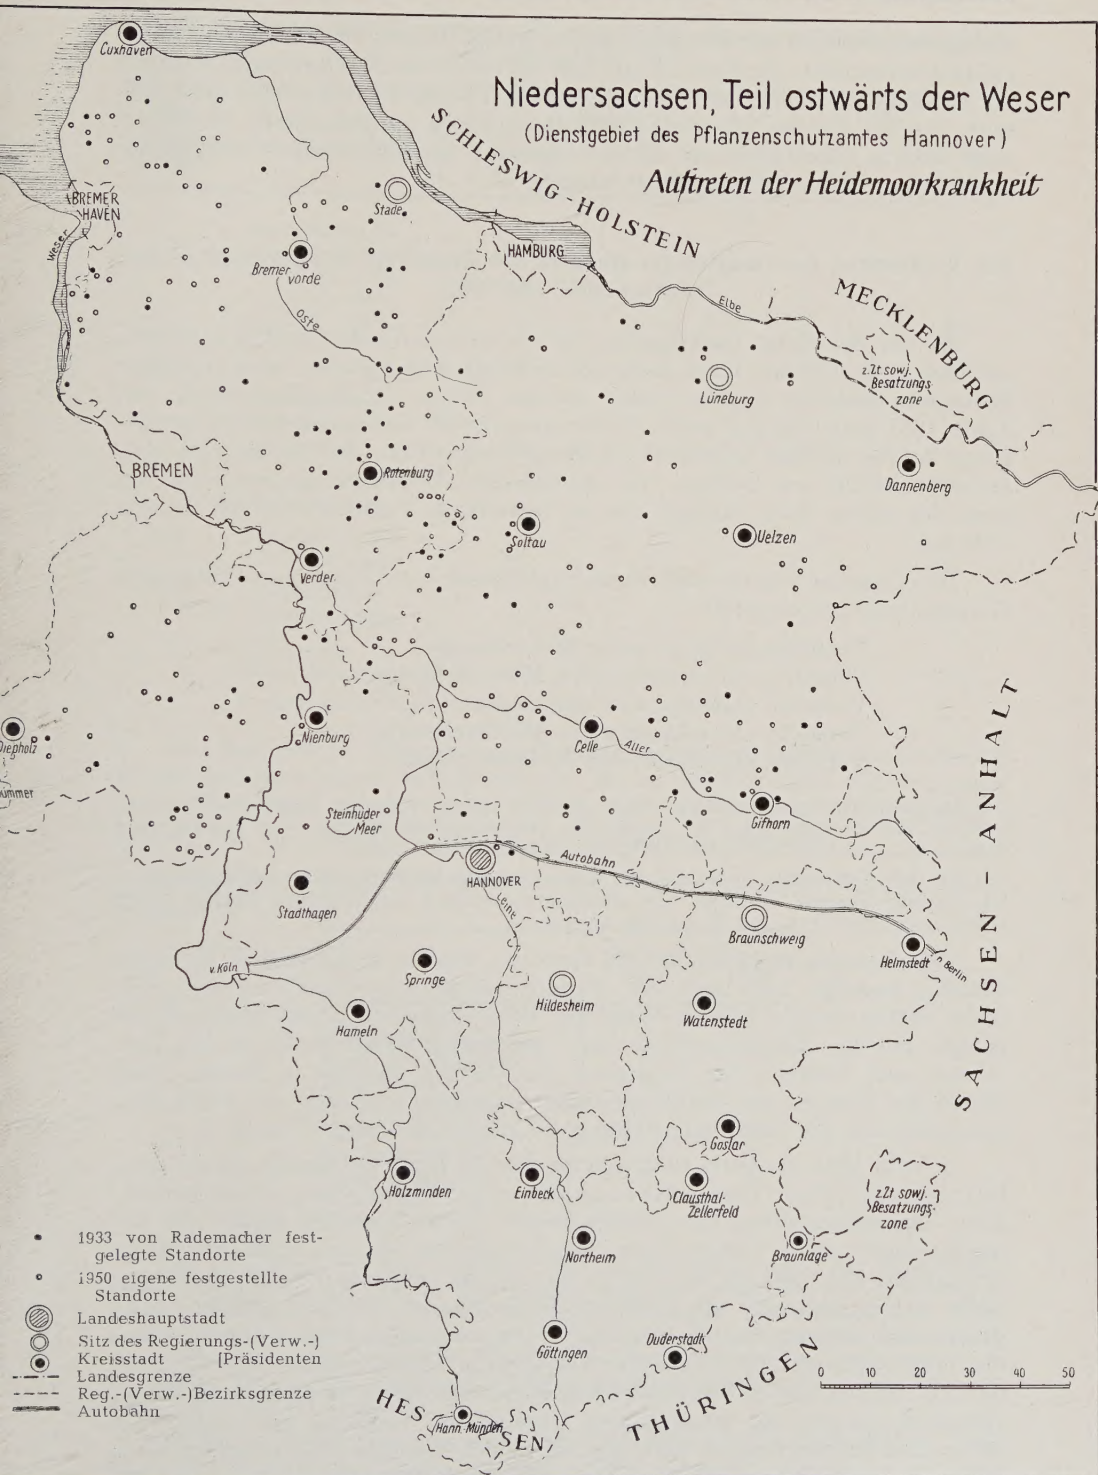 Niedersachsen, Teil ostwärts der Weser
(Dienstgebiet des Pflanzenschutzamtes Hannover)
Auftreten der Heidemoorkrankheit
Cuxhaven
SCHLESWIG-HOLSTEIN
BREMER
HAVEN
Weser
Stade
HAMBURG
Bremer
vorde
Oste
Elbe
MECKLENBURG
z.Zt sowj.
Besatzungs
zone
Lüneburg
BREMEN
Rotenburg
Dannenberg
Soltau
Uelzen
Verden
Diepholz
Nienburg
Celle
Aller
ümmer
Steinhuder
Meer
Gifhorn
SACHSEN-ANHALT
HANNOVER
Autobahn
Stadthagen
Leine
Braunschweig
Helmstedt
n. Berlin
v. Köln
Springe
Hildesheim
Watenstedt
Hameln
Goslar
Holzminden
Einbeck
Clausthal-
Zellerfeld
z.Zt sowj.
Besatzungs-
zone
Northeim
Braunlage
Göttingen
Duderstadt
THÜRINGEN
HESSEN
Hann. Münden
• 1933 von Rademacher fest-
gelegte Standorte
∘ 1950 eigene festgestellte
Standorte
Landeshauptstadt
Sitz des Regierungs-(Verw.-)
Kreisstadt [Präsidenten
Landesgrenze
Reg.-(Verw.-)Bezirksgrenze
Autobahn
0 10 20 30 40 50